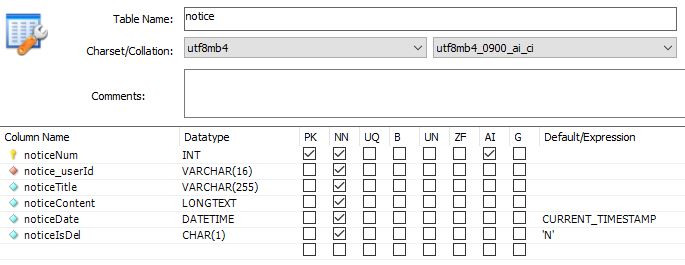 Table Name: notice
Charset/Collation: utf8mb4 utf8mb4_0900_ai_ci
Comments:
Column Name Datatype PK NN UQ B UN ZF AI G Default/Expression
noticeNum INT
notice_userId VARCHAR(16)
noticeTitle VARCHAR(255)
noticeContent LONGTEXT
noticeDate DATETIME CURRENT_TIMESTAMP
noticeIsDel CHAR(1) 'N'